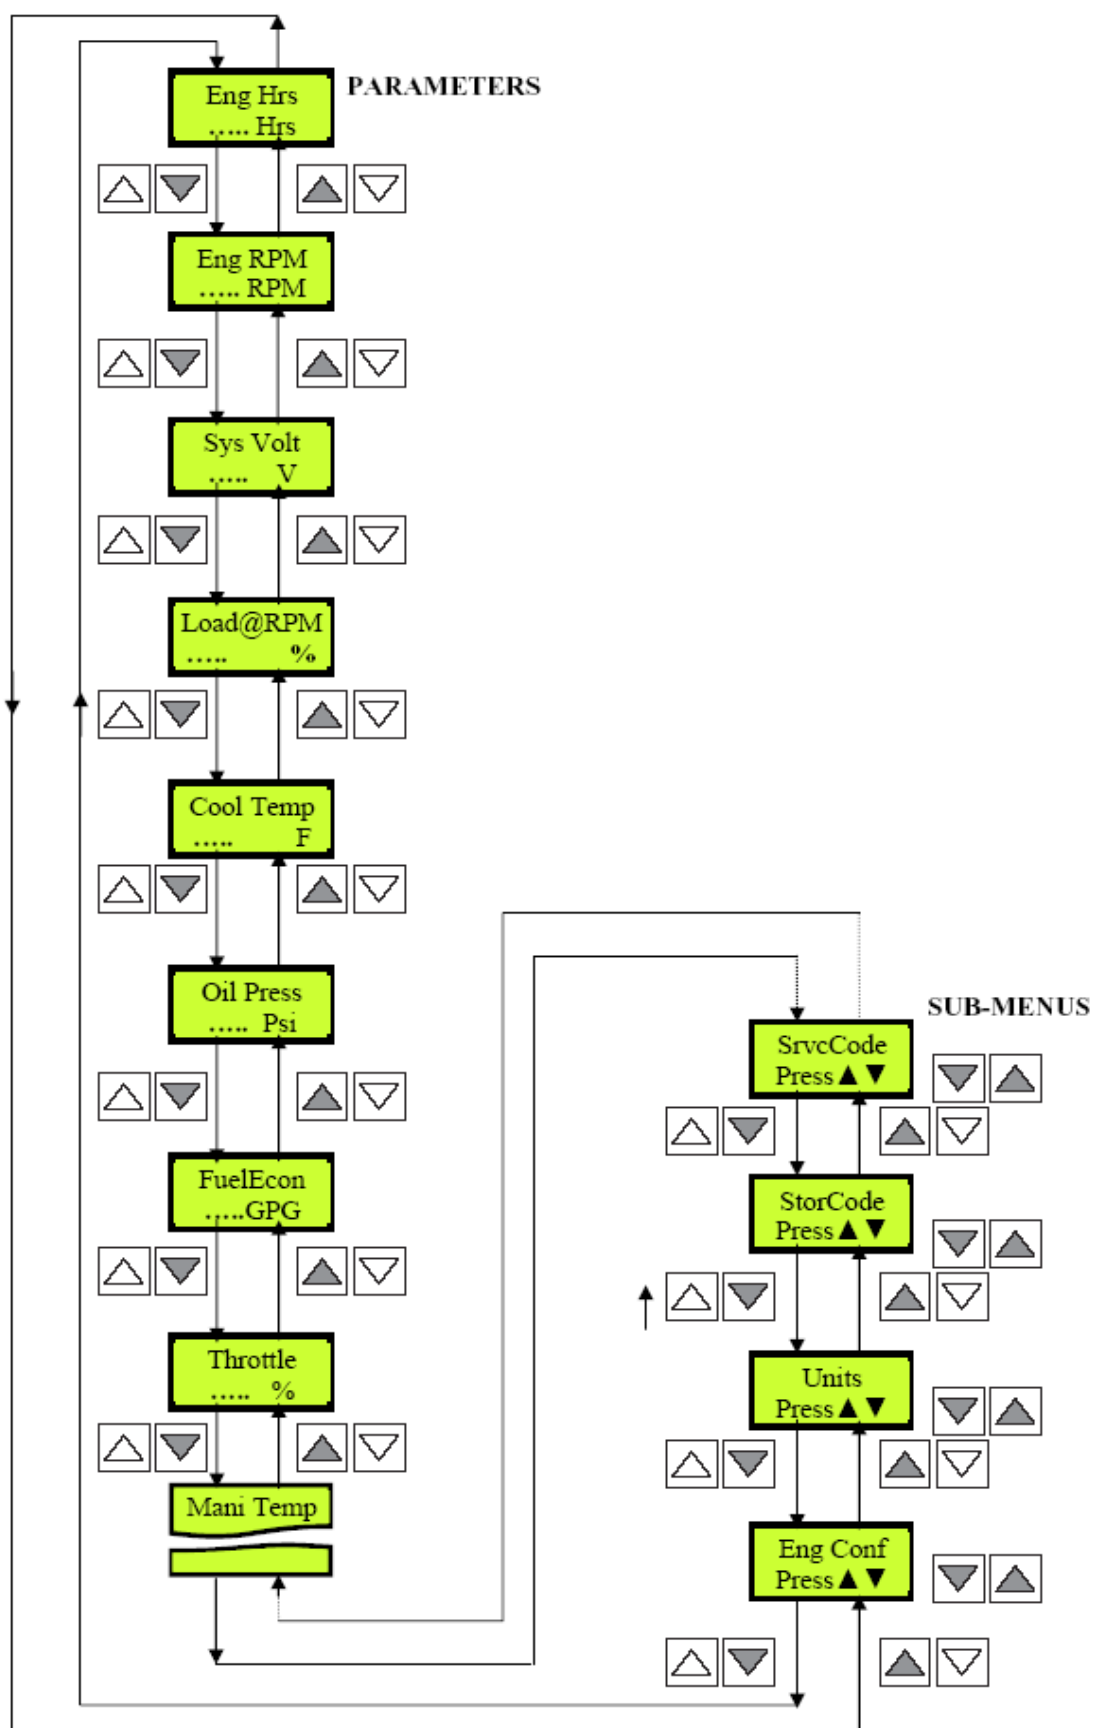 PARAMETERS
Eng Hrs
..... Hrs
Eng RPM
..... RPM
Sys Volt
..... V
Load@RPM
..... %
Cool Temp
..... F
Oil Press
..... Psi
FuelEcon
.....GPG
Throttle
..... %
Mani Temp
SUB-MENUS
SrvcCode
Press▲▼
StorCode
Press▲▼
Units
Press▲▼
Eng Conf
Press▲▼